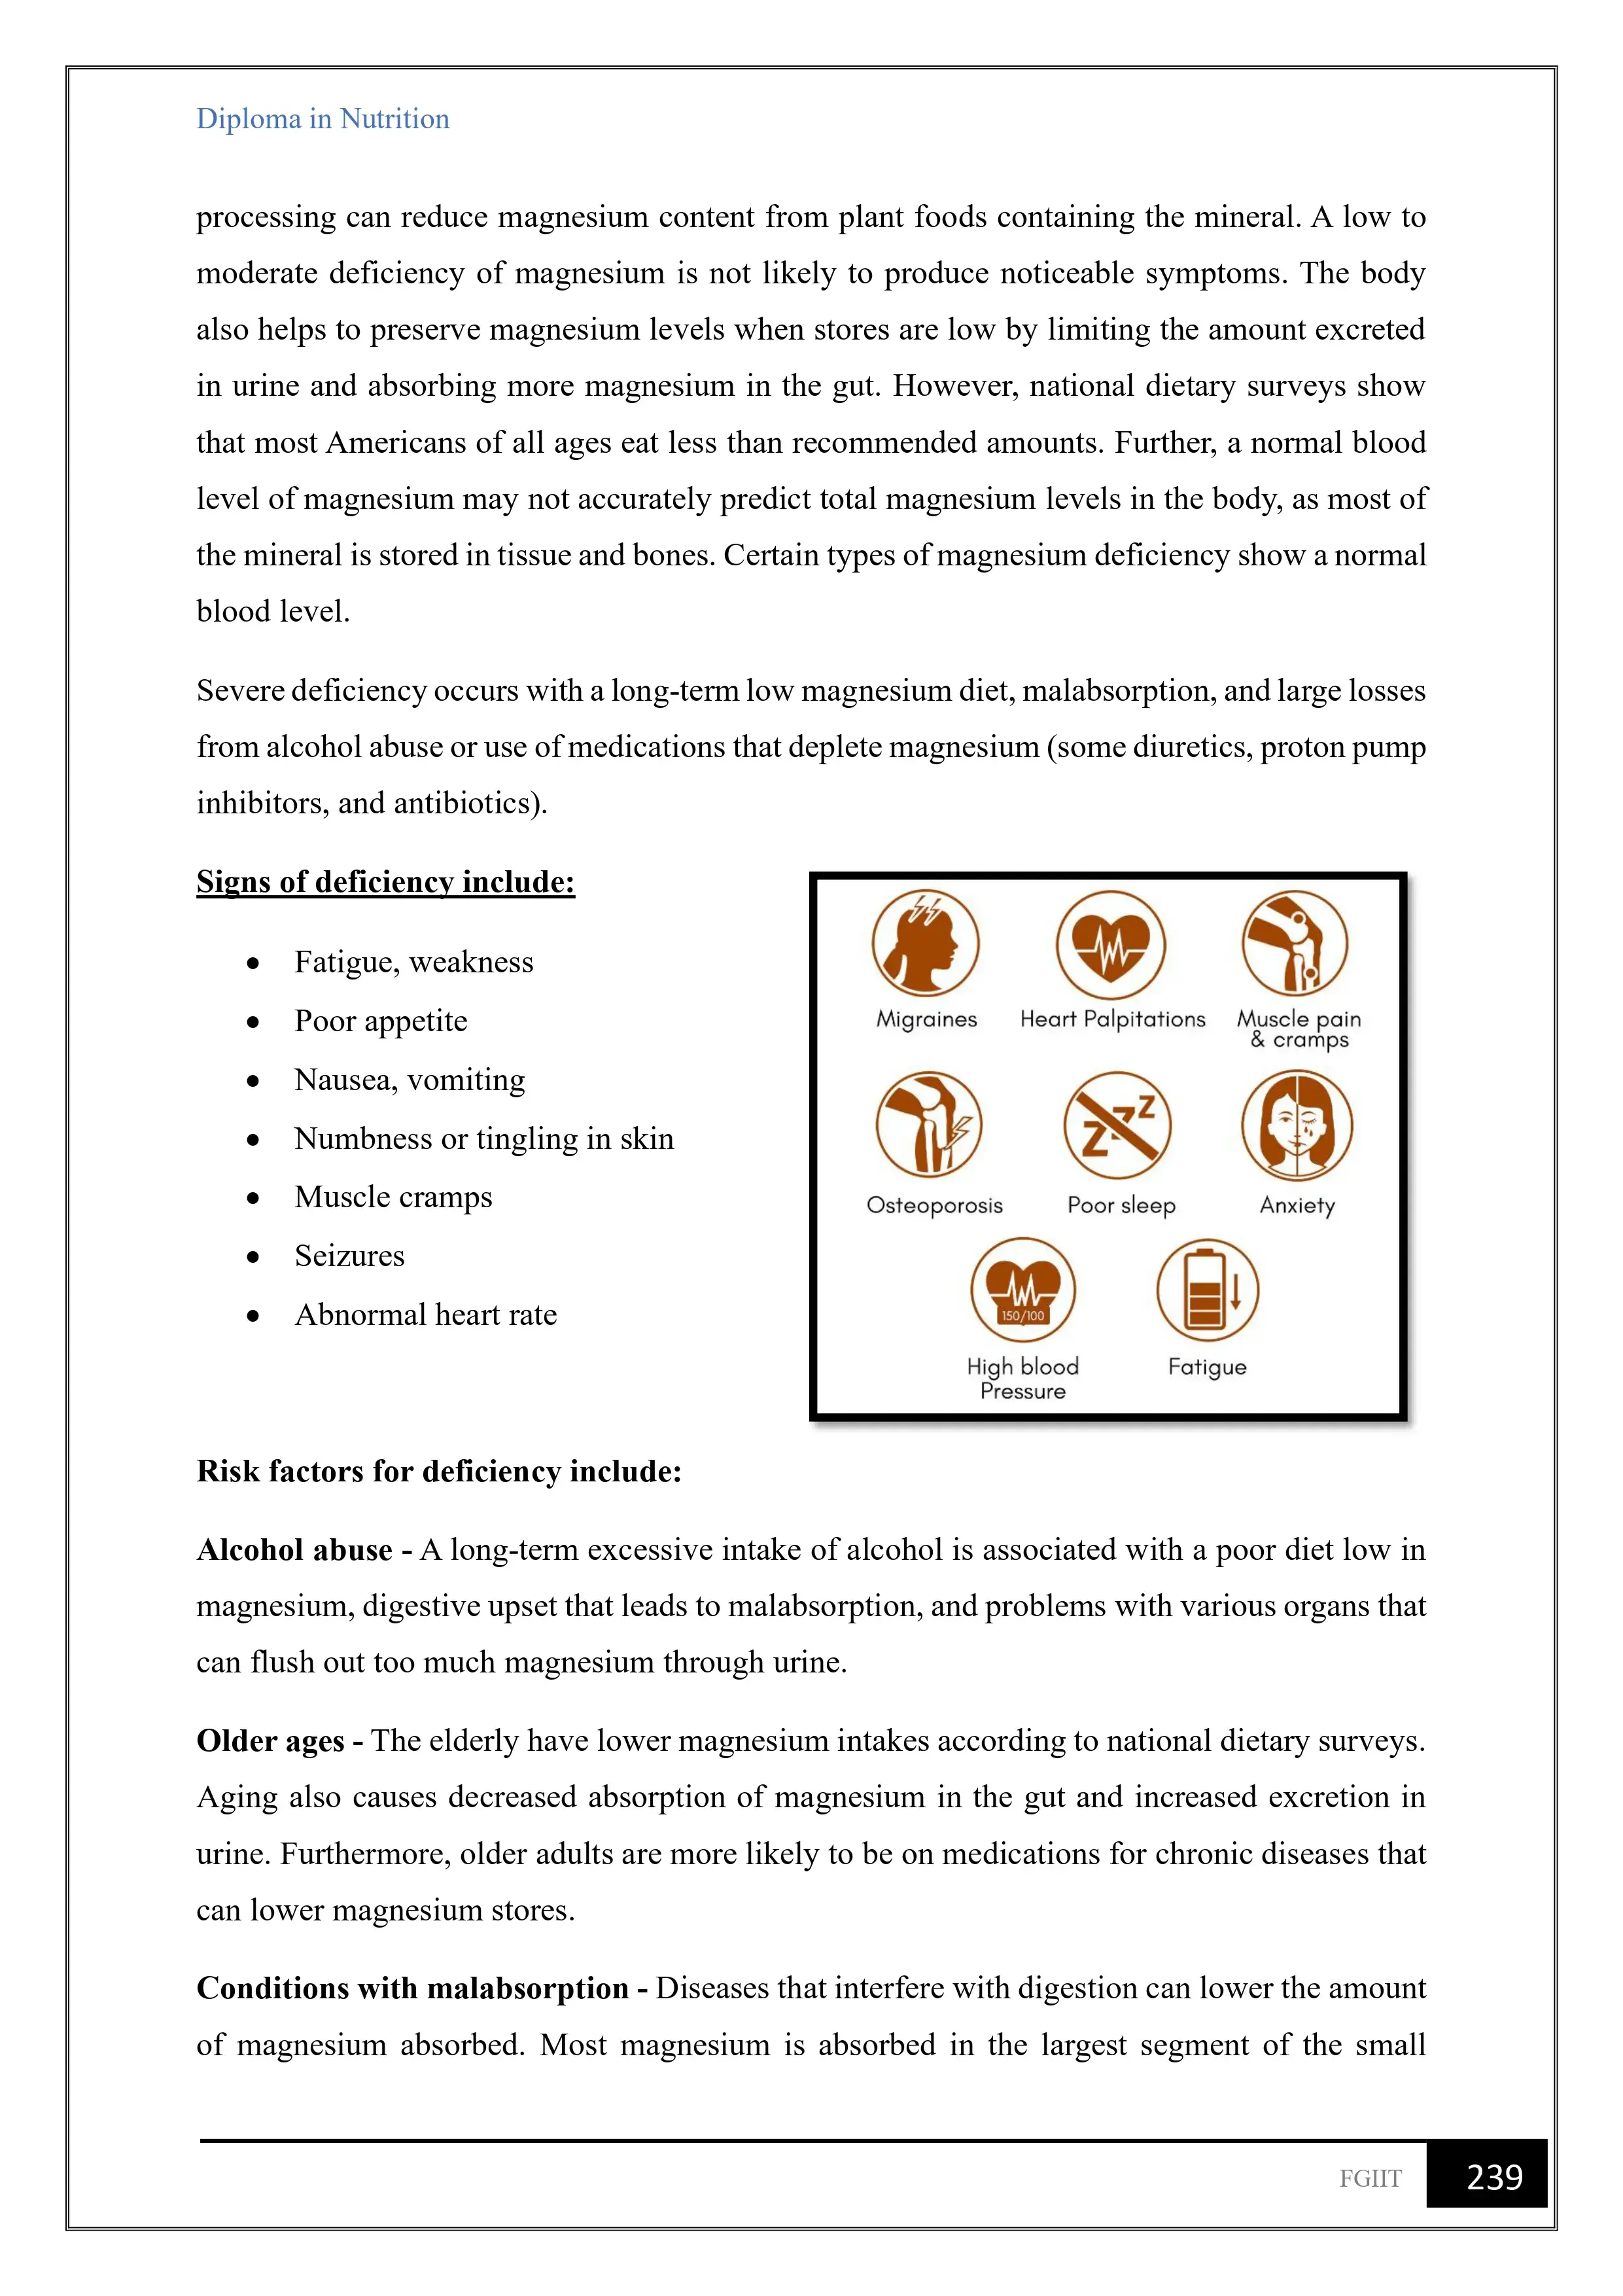 Diploma in Nutrition
processing can reduce magnesium content from plant foods containing the mineral. A low to
moderate deficiency of magnesium is not likely to produce noticeable symptoms. The body
also helps to preserve magnesium levels when stores are low by limiting the amount excreted
in urine and absorbing more magnesium in the gut. However, national dietary surveys show
that most Americans of all ages eat less than recommended amounts. Further, a normal blood
level of magnesium may not accurately predict total magnesium levels in the body, as most of
the mineral is stored in tissue and bones. Certain types of magnesium deficiency show a normal
blood level.
Severe deficiency occurs with a long-term low magnesium diet, malabsorption, and large losses
from alcohol abuse or use of medications that deplete magnesium (some diuretics, proton pump
inhibitors, and antibiotics).
Signs of deficiency include:
• Fatigue, weakness
• Poor appetite
• Nausea, vomiting
• Numbness or tingling in skin
• Muscle cramps
• Seizures
• Abnormal heart rate
Migraines
Heart Palpitations
Muscle pain
& cramps
Osteoporosis
Z Z Z
Poor sleep
Anxiety
150/100
High blood
Pressure
Fatigue
Risk factors for deficiency include:
Alcohol abuse - A long-term excessive intake of alcohol is associated with a poor diet low in
magnesium, digestive upset that leads to malabsorption, and problems with various organs that
can flush out too much magnesium through urine.
Older ages - The elderly have lower magnesium intakes according to national dietary surveys.
Aging also causes decreased absorption of magnesium in the gut and increased excretion in
urine. Furthermore, older adults are more likely to be on medications for chronic diseases that
can lower magnesium stores.
Conditions with malabsorption - Diseases that interfere with digestion can lower the amount
of magnesium absorbed. Most magnesium is absorbed in the largest segment of the small
FGIIT
239